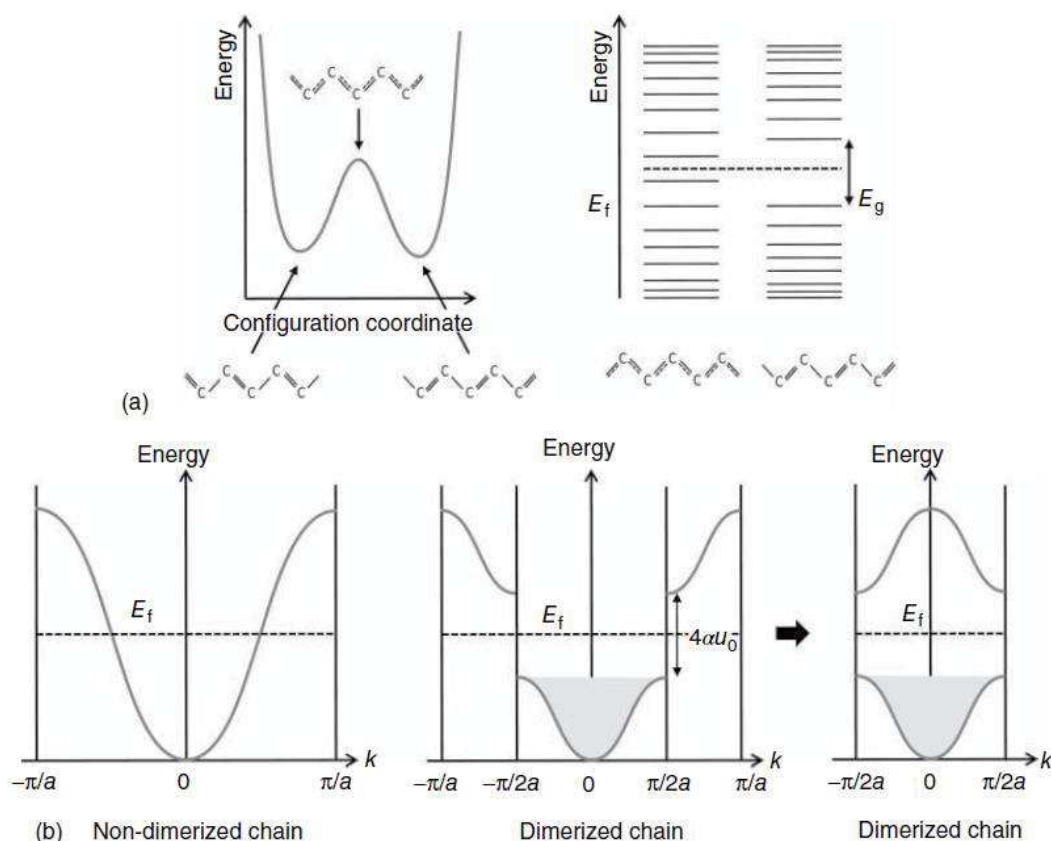 Energy
Configuration coordinate
C C C C C
C C C C C
C C C C C
(a)
Energy
E_f
E_g
C C C C C C
C C C C C
Energy
E_f
k
−π/a 0 π/a
(b) Non-dimerized chain
Energy
E_f
4αu_0
k
−π/a −π/2a 0 π/2a π/a
Dimerized chain
Energy
E_f
k
−π/2a 0 π/2a
Dimerized chain